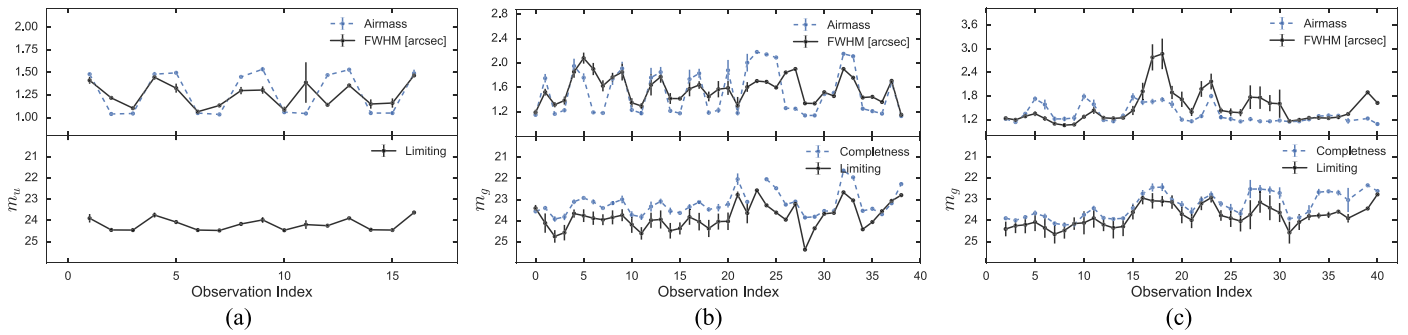 2.00
1.75
1.50
1.25
1.00
Airmass
FWHM [arcsec]
21
22
23
24
25
m_u
Limiting
0 5 10 15
Observation Index
(a)
2.8
2.4
2.0
1.6
1.2
Airmass
FWHM [arcsec]
21
22
23
24
25
m_g
Completness
Limiting
0 5 10 15 20 25 30 35 40
Observation Index
(b)
3.6
3.0
2.4
1.8
1.2
Airmass
FWHM [arcsec]
21
22
23
24
25
m_g
Completness
Limiting
0 5 10 15 20 25 30 35 40
Observation Index
(c)